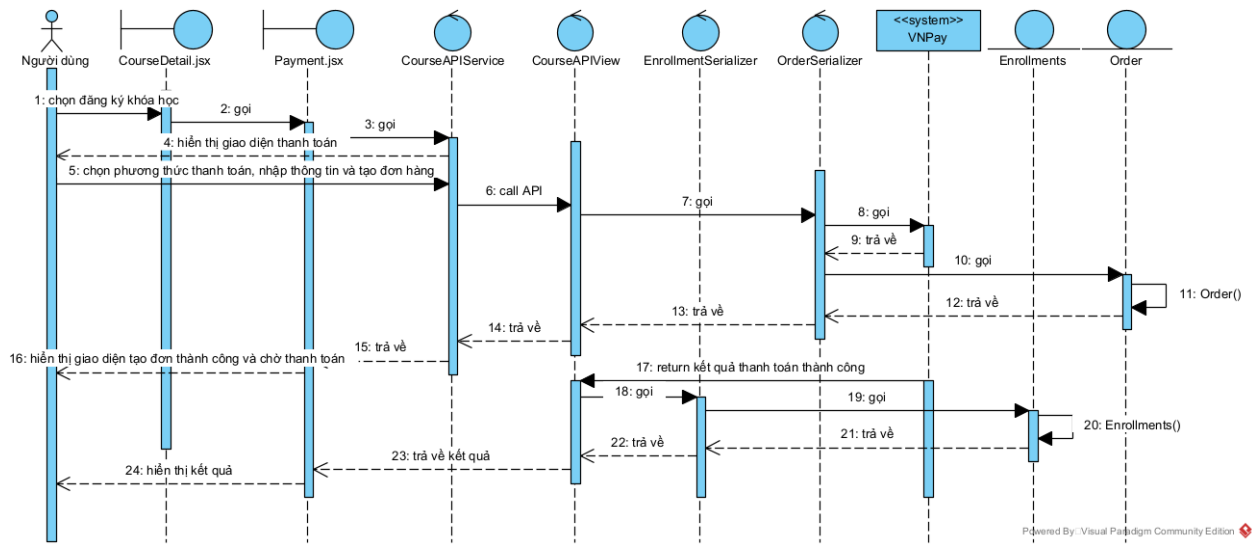 <<system>>
VNPay
Người dùng
CourseDetail.jsx
Payment.jsx
CourseAPIService
CourseAPIView
EnrollmentSerializer
OrderSerializer
Enrollments
Order
1: chọn đăng ký khóa học
2: gọi
3: gọi
4: hiển thị giao diện thanh toán
5: chọn phương thức thanh toán, nhập thông tin và tạo đơn hàng
6: call API
7: gọi
8: gọi
9: trả về
10: gọi
11: Order()
12: trả về
13: trả về
14: trả về
15: trả về
16: hiển thị giao diện tạo đơn thành công và chờ thanh toán
17: return kết quả thanh toán thành công
18: gọi
19: gọi
20: Enrollments()
21: trả về
22: trả về
23: trả về kết quả
24: hiển thị kết quả
Powered By Visual Paradigm Community Edition